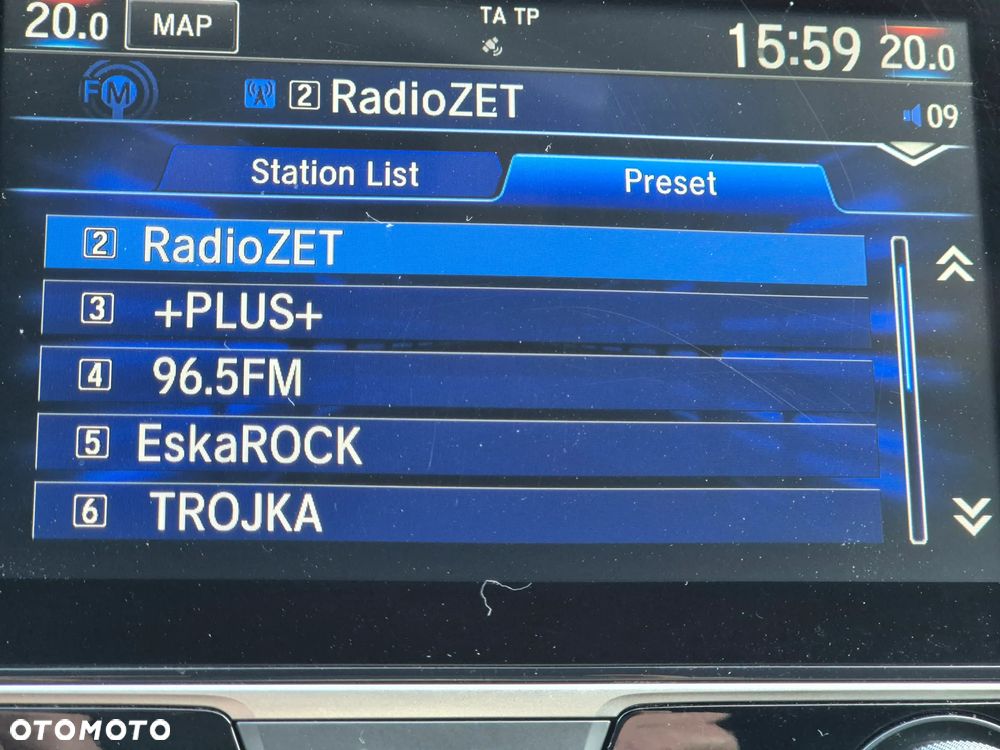 20.0 MAP TA TP 15:59 20.0
FM 2 RadioZET 09
Station List Preset
2 RadioZET
3 +PLUS+
4 96.5FM
5 EskaROCK
6 TROJKA
OTOMOTO